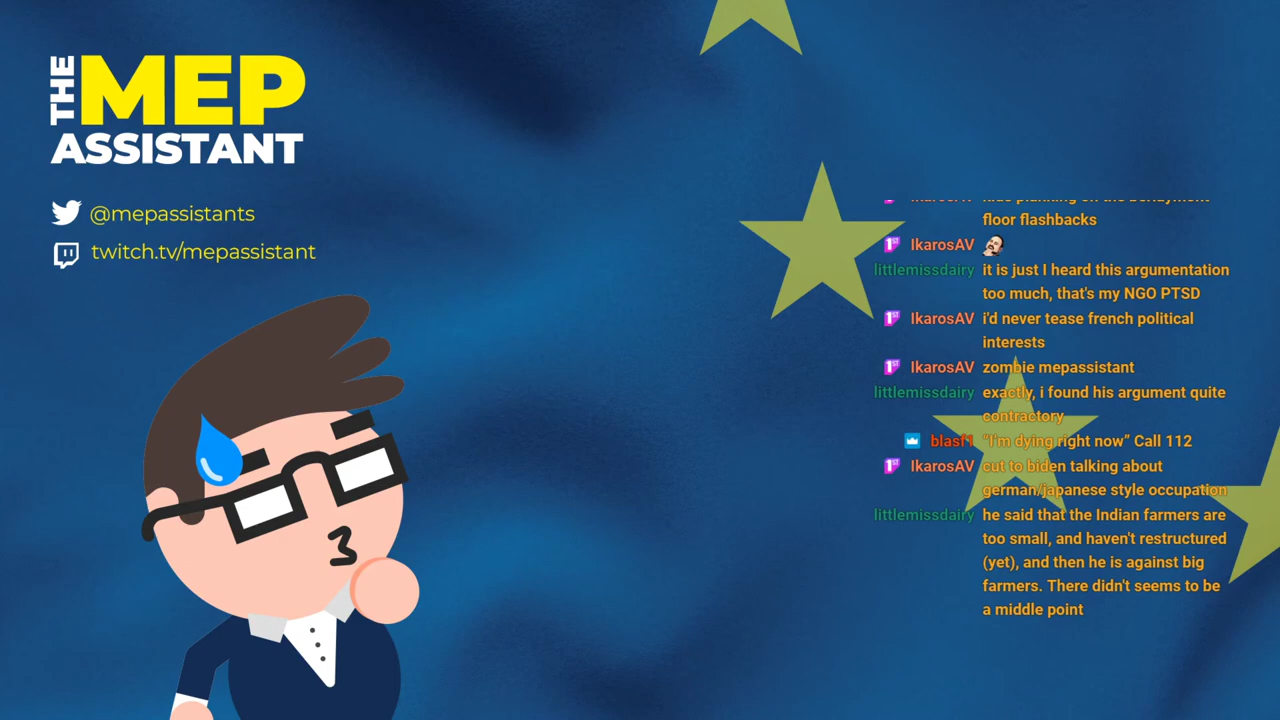 THE MEP
ASSISTANT
@mepassistants
twitch.tv/mepassistant
floor flashbacks
IkarosAV
littlemissdairy it is just I heard this argumentation
too much, that's my NGO PTSD
IkarosAV i'd never tease french political
interests
IkarosAV zombie mepassistant
littlemissdairy exactly, i found his argument quite
contractory
blasf1 "I'm dying right now" Call 112
IkarosAV cut to biden talking about
german/japanese style occupation
littlemissdairy he said that the Indian farmers are
too small, and haven't restructured
(yet), and then he is against big
farmers. There didn't seems to be
a middle point